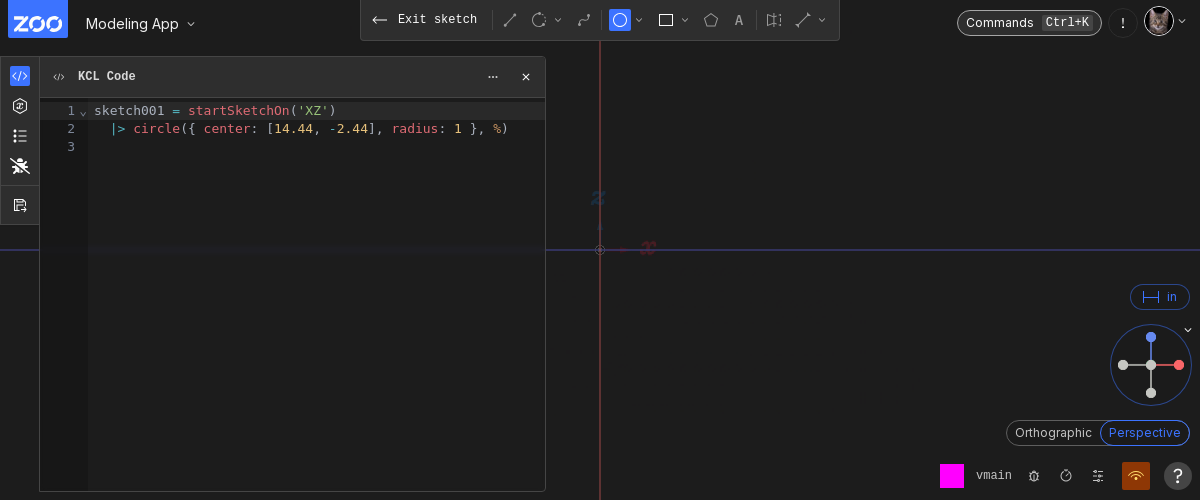 ZOO Modeling App
Exit sketch
A
Commands Ctrl+K
!
KCL Code
1 sketch001 = startSketchOn('XZ')
2 |> circle({ center: [14.44, -2.44], radius: 1 }, %)
3
z
x
in
Orthographic Perspective
vmain
?